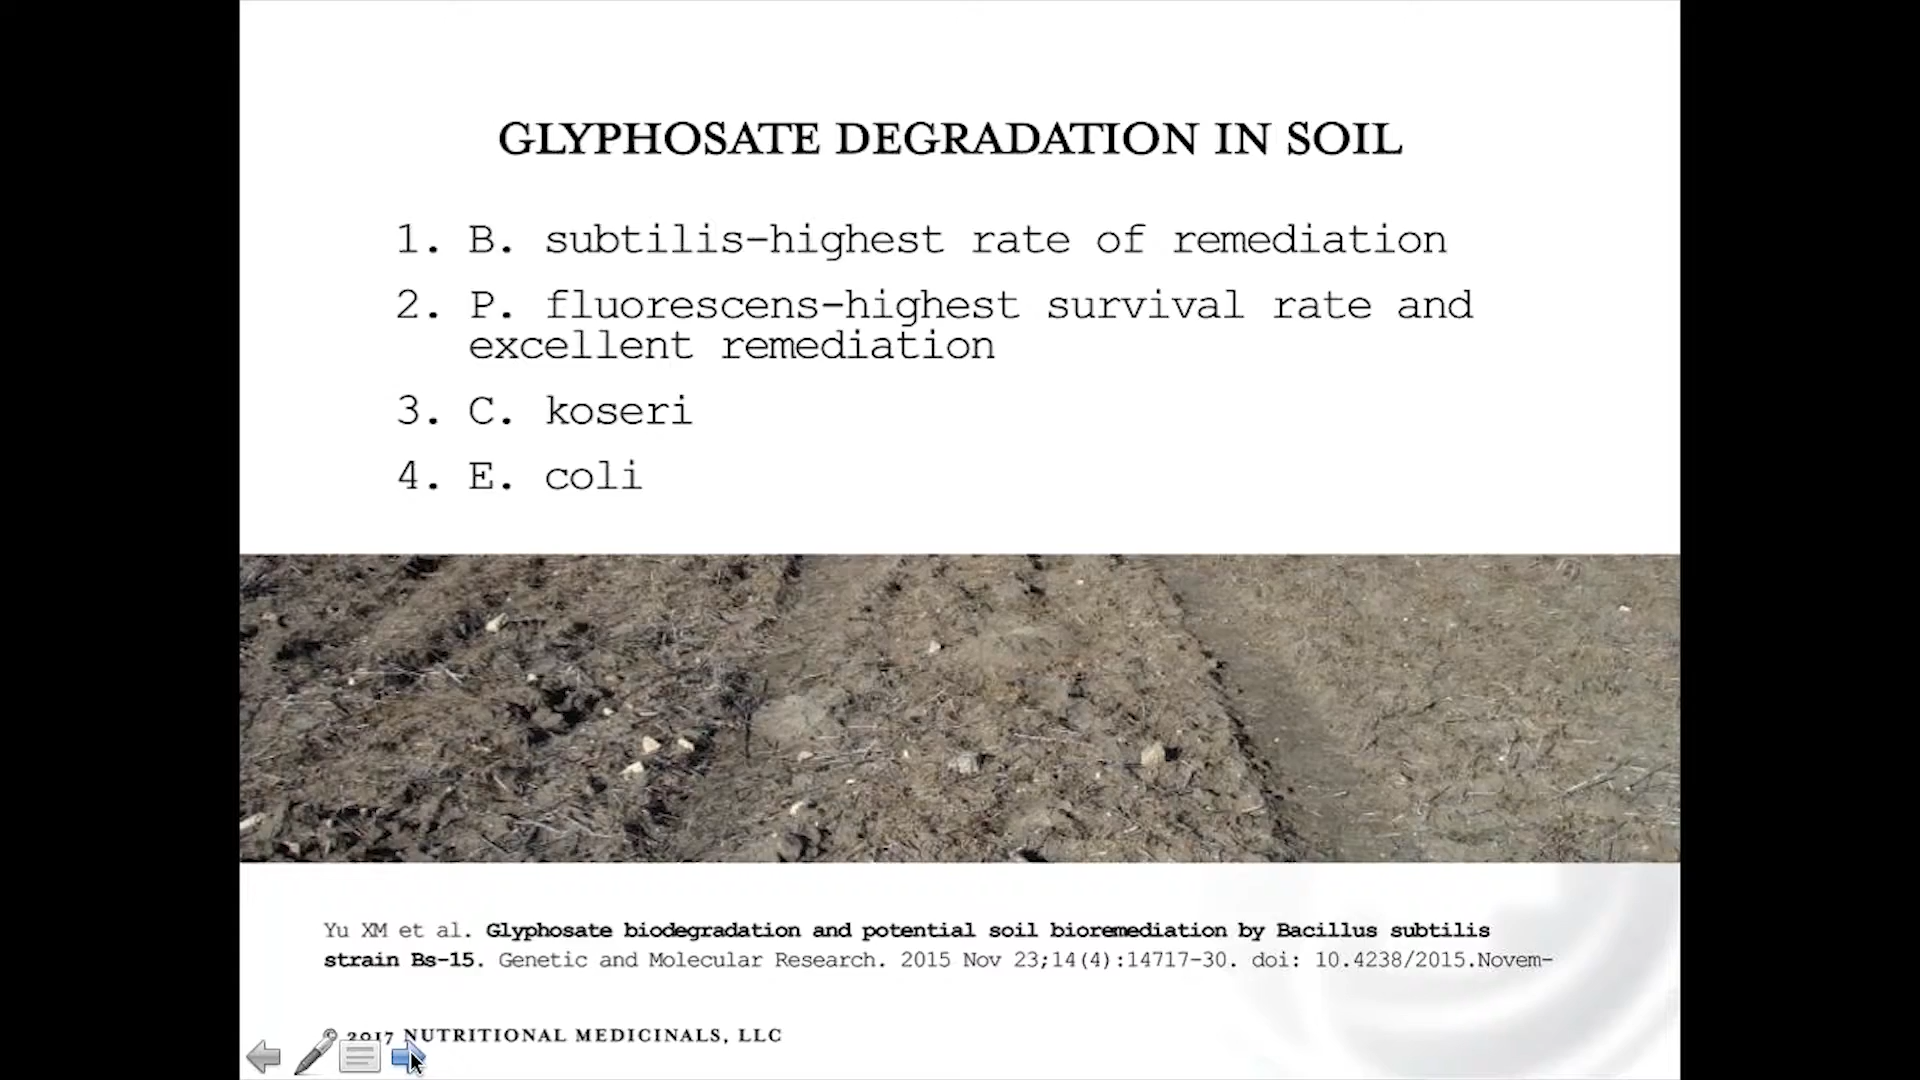 GLYPHOSATE DEGRADATION IN SOIL
1. B. subtilis-highest rate of remediation
2. P. fluorescens-highest survival rate and
excellent remediation
3. C. koseri
4. E. coli
Yu XM et al. Glyphosate biodegradation and potential soil bioremediation by Bacillus subtilis
strain Bs-15. Genetic and Molecular Research. 2015 Nov 23;14(4):14717-30. doi: 10.4238/2015.Novem-
© 2017 NUTRITIONAL MEDICINALS, LLC